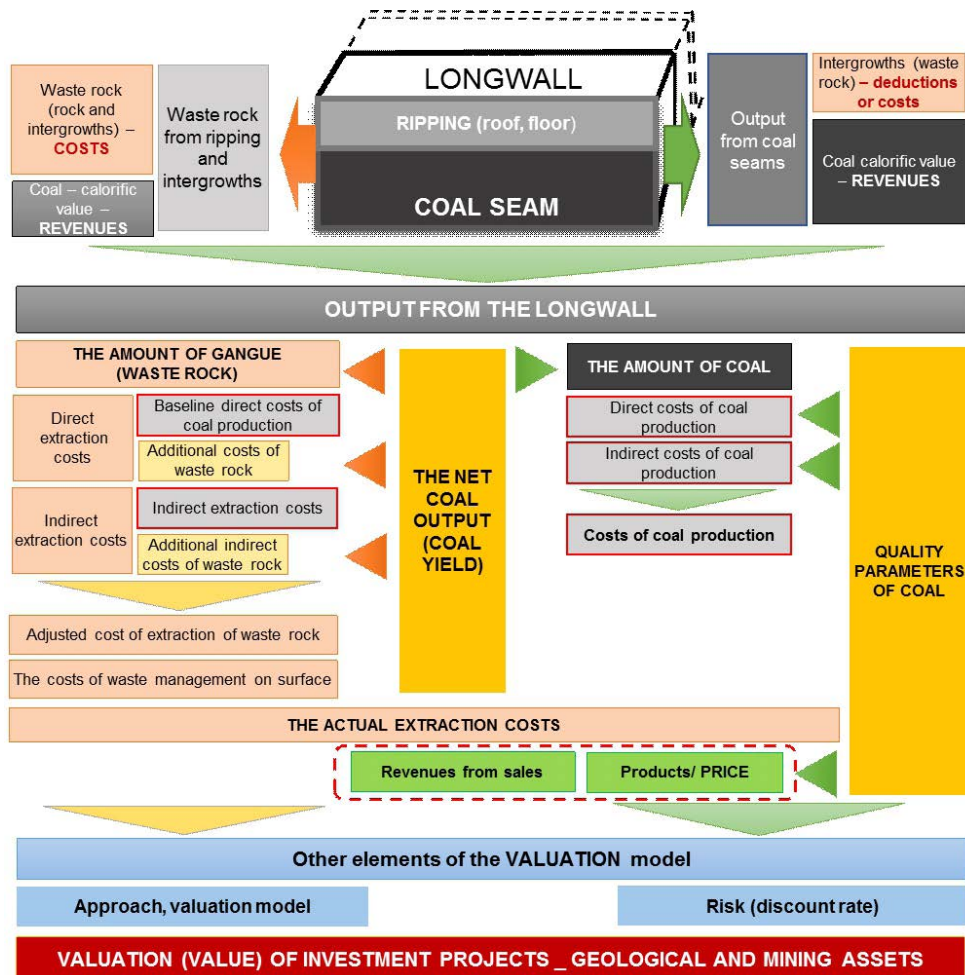 Waste rock
(rock and
intergrowths) –
COSTS
Coal – calorific
value –
REVENUES
Waste rock
from ripping
and
intergrowths
LONGWALL
RIPPING (roof, floor)
COAL SEAM
Output
from coal
seams
Intergrowths (waste
rock) – deductions
or costs
Coal calorific value
– REVENUES
OUTPUT FROM THE LONGWALL
THE AMOUNT OF GANGUE
(WASTE ROCK)
Direct
extraction
costs
Baseline direct costs of
coal production
Additional costs of
waste rock
Indirect
extraction costs
Indirect extraction costs
Additional indirect
costs of waste rock
Adjusted cost of extraction of waste rock
The costs of waste management on surface
THE NET
COAL
OUTPUT
(COAL
YIELD)
THE AMOUNT OF COAL
Direct costs of coal
production
Indirect costs of coal
production
Costs of coal production
QUALITY
PARAMETERS
OF COAL
THE ACTUAL EXTRACTION COSTS
Revenues from sales
Products/ PRICE
Other elements of the VALUATION model
Approach, valuation model
Risk (discount rate)
VALUATION (VALUE) OF INVESTMENT PROJECTS _ GEOLOGICAL AND MINING ASSETS